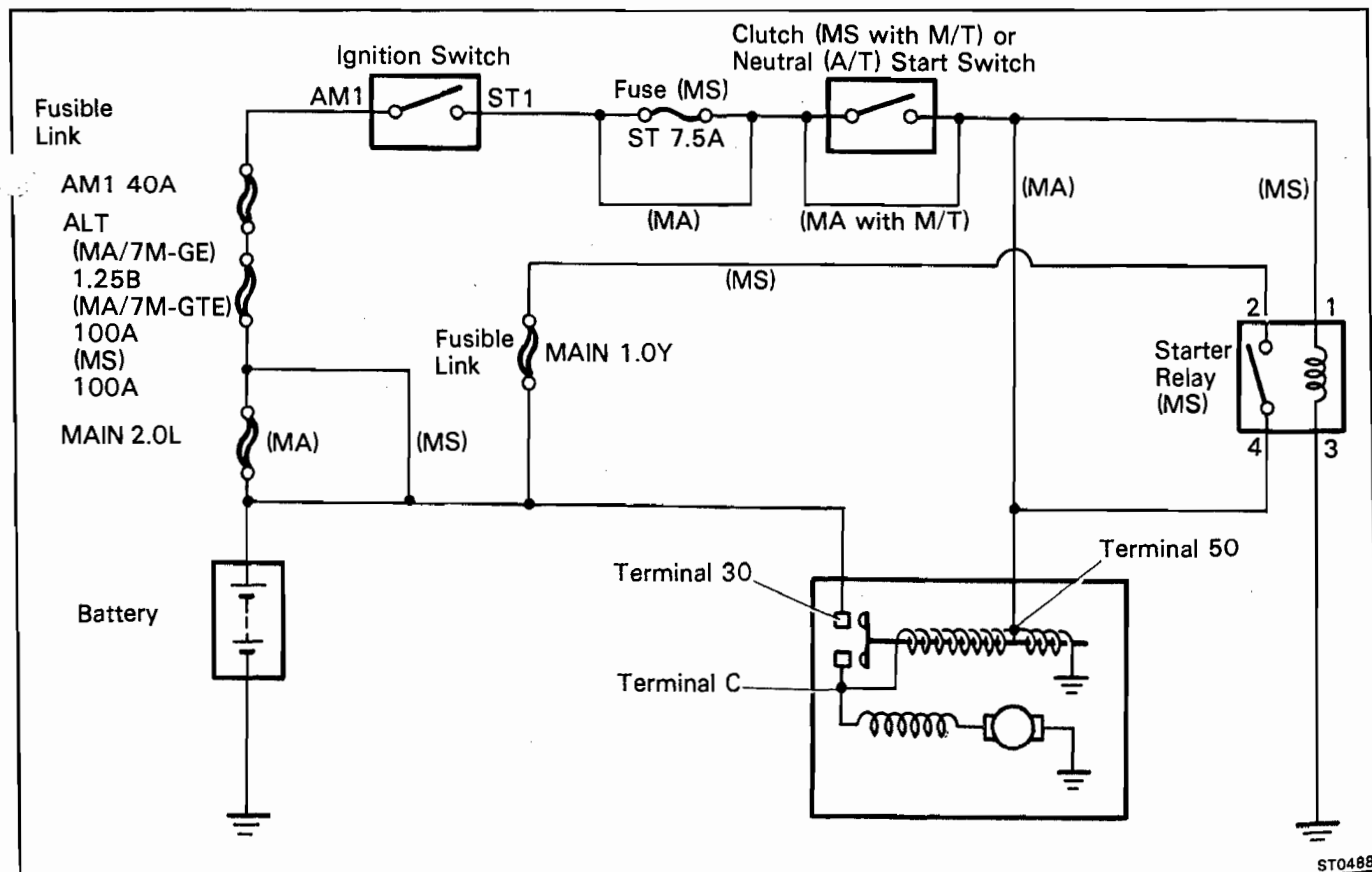 Ignition Switch
Clutch (MS with M/T) or
Neutral (A/T) Start Switch
Fusible
Link
AM1
ST1
Fuse (MS)
ST 7.5A
AM1 40A
ALT
(MA/7M-GE)
1.25B
(MA/7M-GTE)
100A
(MS)
100A
(MA)
(MA with M/T)
(MA)
(MS)
(MS)
Fusible
Link
MAIN 1.0Y
2
1
Starter
Relay
(MS)
4
3
MAIN 2.0L
(MA)
(MS)
Battery
Terminal 30
Terminal 50
Terminal C
ST0468